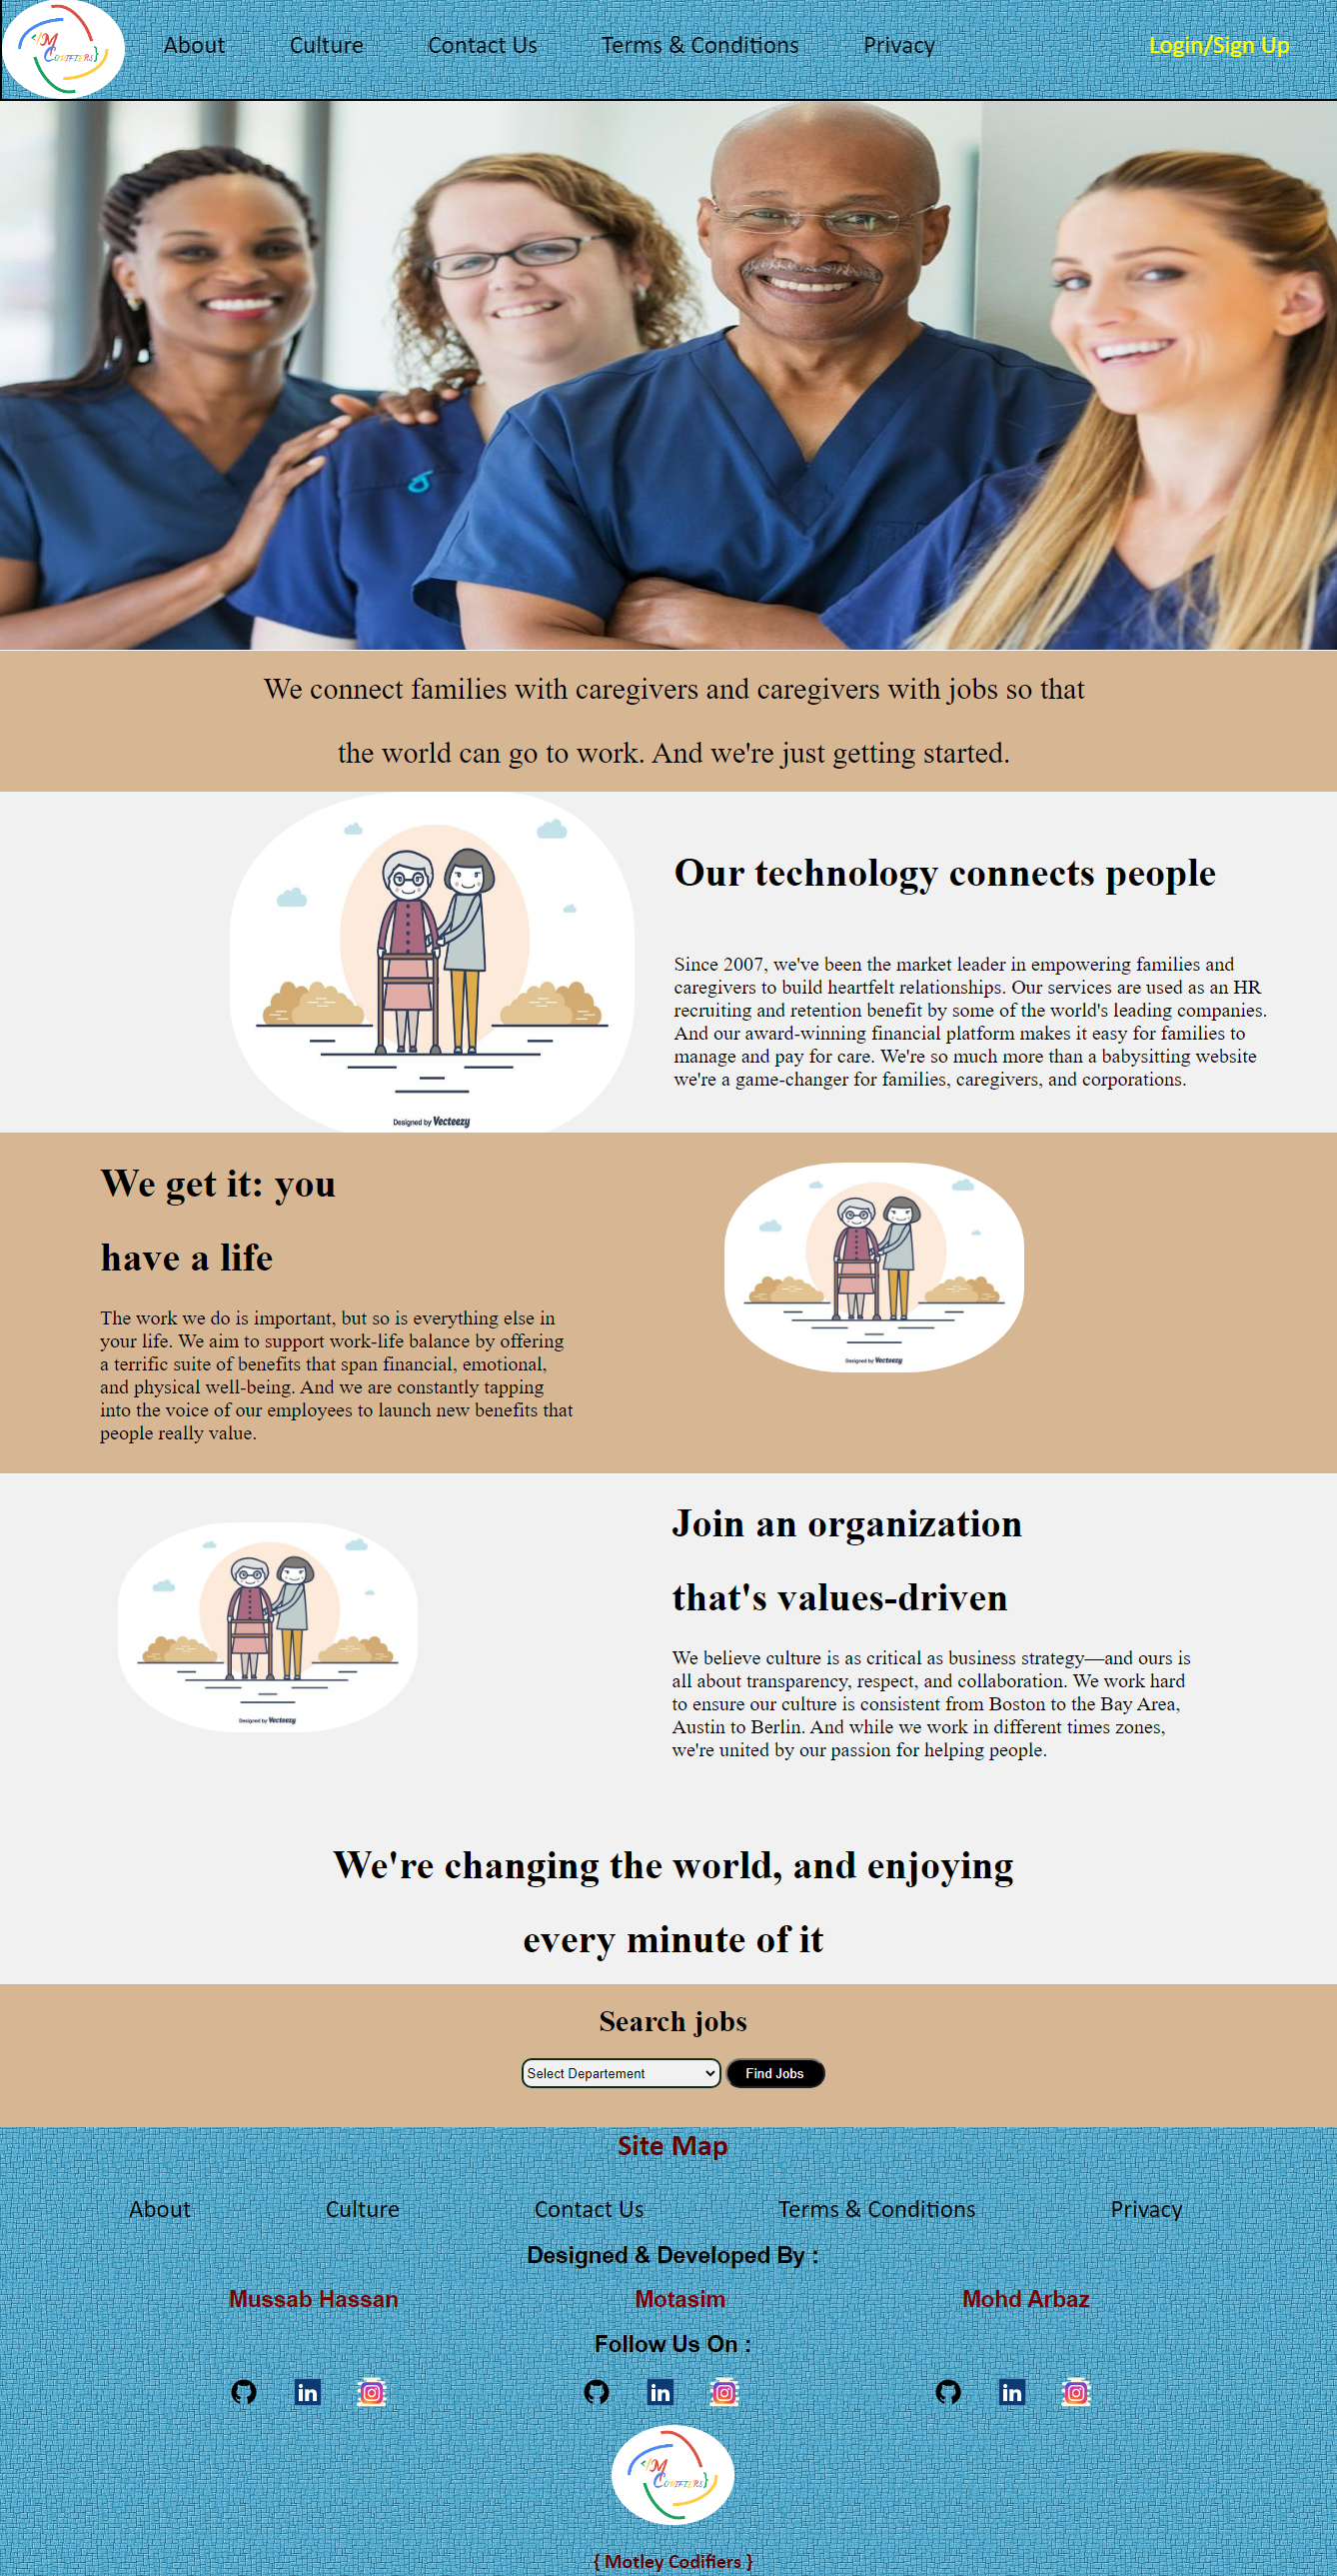 </M
CODIFIERS}
About Culture Contact Us Terms & Conditions Privacy Login/Sign Up
We connect families with caregivers and caregivers with jobs so that
the world can go to work. And we're just getting started.
Designed by Vecteezy
Our technology connects people
Since 2007, we've been the market leader in empowering families and
caregivers to build heartfelt relationships. Our services are used as an HR
recruiting and retention benefit by some of the world's leading companies.
And our award-winning financial platform makes it easy for families to
manage and pay for care. We're so much more than a babysitting website
we're a game-changer for families, caregivers, and corporations.
We get it: you
have a life
The work we do is important, but so is everything else in
your life. We aim to support work-life balance by offering
a terrific suite of benefits that span financial, emotional,
and physical well-being. And we are constantly tapping
into the voice of our employees to launch new benefits that
people really value.
Designed by Vecteezy
Designed by Vecteezy
Join an organization
that's values-driven
We believe culture is as critical as business strategy—and ours is
all about transparency, respect, and collaboration. We work hard
to ensure our culture is consistent from Boston to the Bay Area,
Austin to Berlin. And while we work in different times zones,
we're united by our passion for helping people.
We're changing the world, and enjoying
every minute of it
Search jobs
Select Departement Find Jobs
Site Map
About Culture Contact Us Terms & Conditions Privacy
Designed & Developed By :
Mussab Hassan Motasim Mohd Arbaz
Follow Us On :
in in in
</M
CODIFIERS}
{ Motley Codifiers }